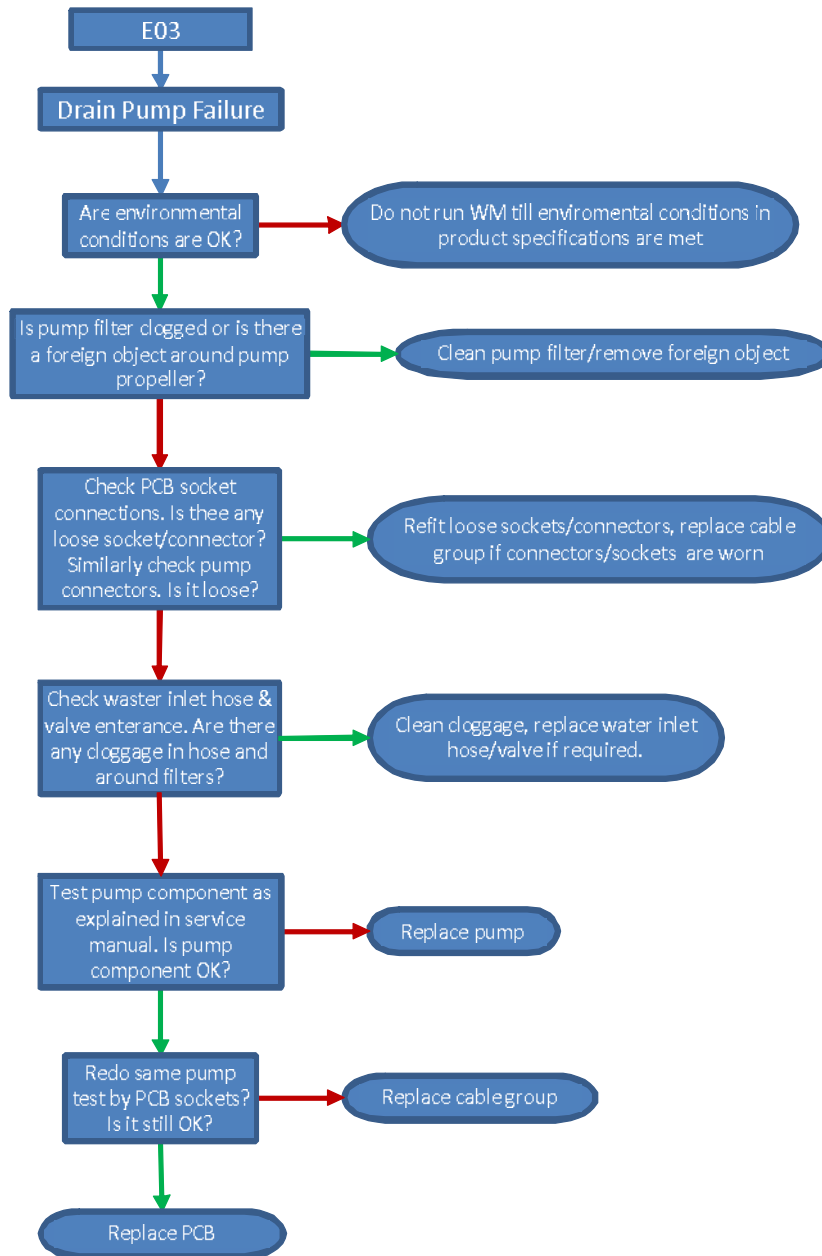 E03
Drain Pump Failure
Are environmental
conditions are OK?
Do not run WM till enviromental conditions in
product specifications are met
Is pump filter clogged or is there
a foreign object around pump
propeller?
Clean pump filter/remove foreign object
Check PCB socket
connections. Is thee any
loose socket/connector?
Similarly check pump
connectors. Is it loose?
Refit loose sockets/connectors, replace cable
group if connectors/sockets are worn
Check waster inlet hose &
valve enterance. Are there
any cloggage in hose and
around filters?
Clean cloggage, replace water inlet
hose/valve if required.
Test pump component as
explained in service
manual. Is pump
component OK?
Replace pump
Redo same pump
test by PCB sockets?
Is it still OK?
Replace cable group
Replace PCB